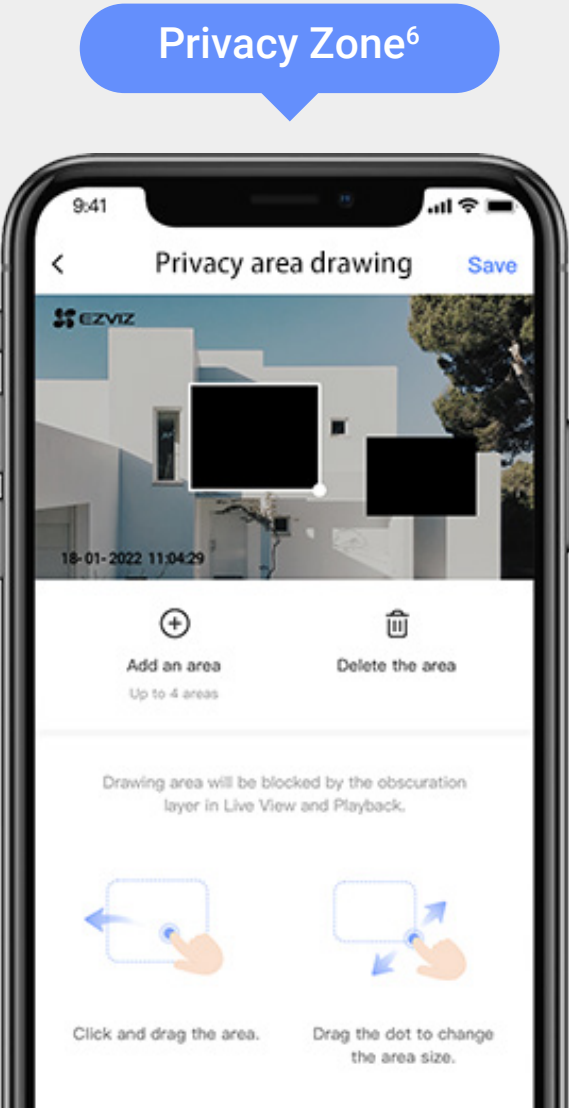 Privacy Zone⁶
9:41
Privacy area drawing
Save
EZVIZ
18-01-2022 11:04:29
Add an area
Delete the area
Up to 4 areas
Drawing area will be blocked by the obscuration
layer in Live View and Playback.
Click and drag the area.
Drag the dot to change
the area size.